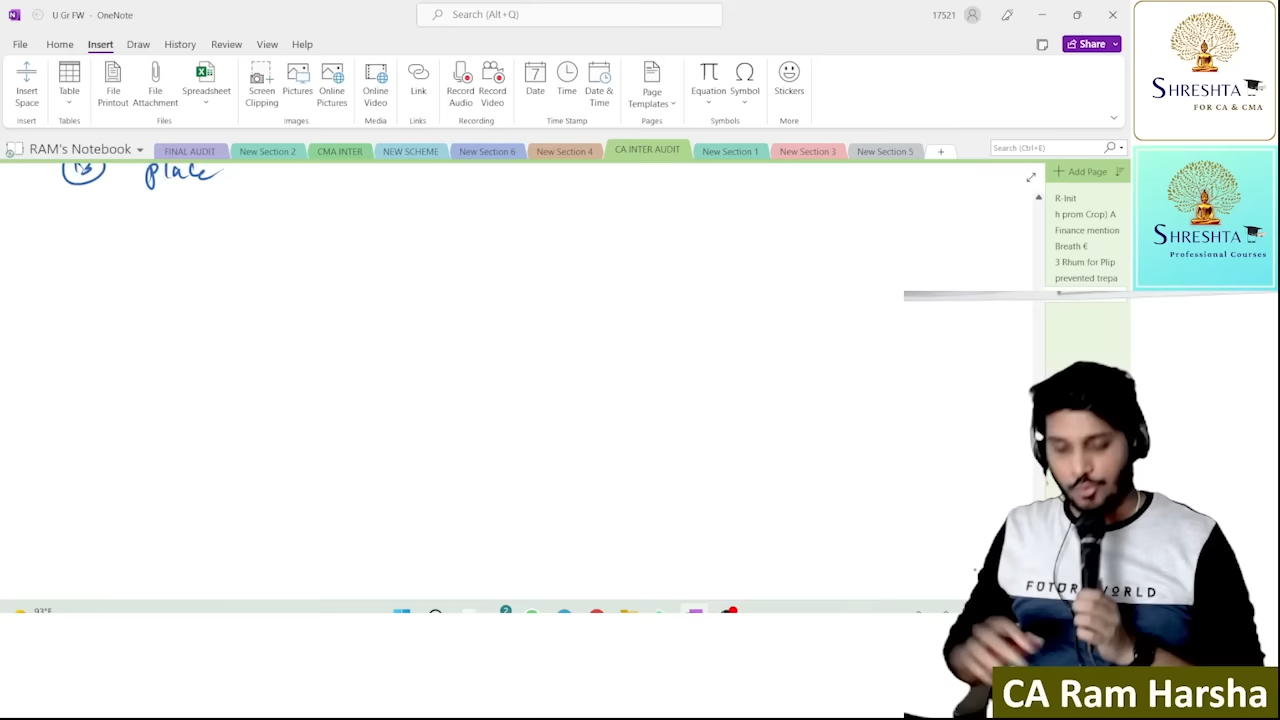 U Gr FW - OneNote
Search (Alt+Q)
17521
File Home Insert Draw History Review View Help
Share
Insert Space
Table
File Printout
File Attachment
Spreadsheet
Screen Clipping
Pictures
Online Pictures
Online Video
Link
Record Audio
Record Video
Date
Time
Date & Time
Page Templates
Equation
Symbol
Stickers
Insert Tables Files Images Media Links Recording Time Stamp Pages Symbols More
RAM's Notebook
FINAL AUDIT New Section 2 CMA INTER NEW SCHEME New Section 6 New Section 4 CA INTER AUDIT New Section 1 New Section 3 New Section 5
Search (Ctrl+E)
place
Add Page
R-Init
h prom Crop) A
Finance mention
Breath €
3 Rhum for Plip
prevented trepa
SHRESHTA
FOR CA & CMA
SHRESHTA
Professional Courses
93°F
2
CA Ram Harsha